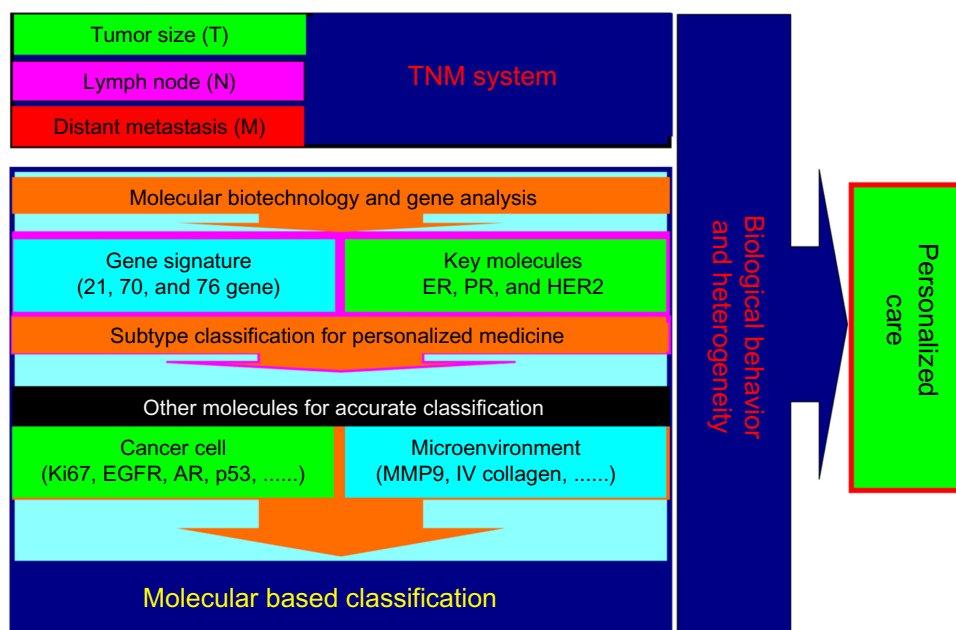 Tumor size (T)
Lymph node (N)
Distant metastasis (M)
TNM system
Molecular biotechnology and gene analysis
Gene signature
(21, 70, and 76 gene)
Key molecules
ER, PR, and HER2
Subtype classification for personalized medicine
Other molecules for accurate classification
Cancer cell
(Ki67, EGFR, AR, p53, ......)
Microenvironment
(MMP9, IV collagen, ......)
Molecular based classification
Biological behavior
and heterogeneity
Personalized
care